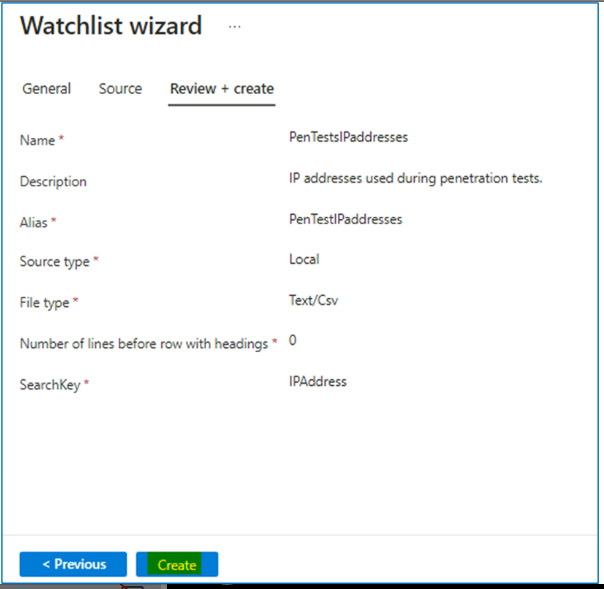 Watchlist wizard ...
General Source Review + create
Name * PenTestsIPaddresses
Description IP addresses used during penetration tests.
Alias * PenTestIPaddresses
Source type * Local
File type * Text/Csv
Number of lines before row with headings * 0
SearchKey * IPAddress
< Previous Create